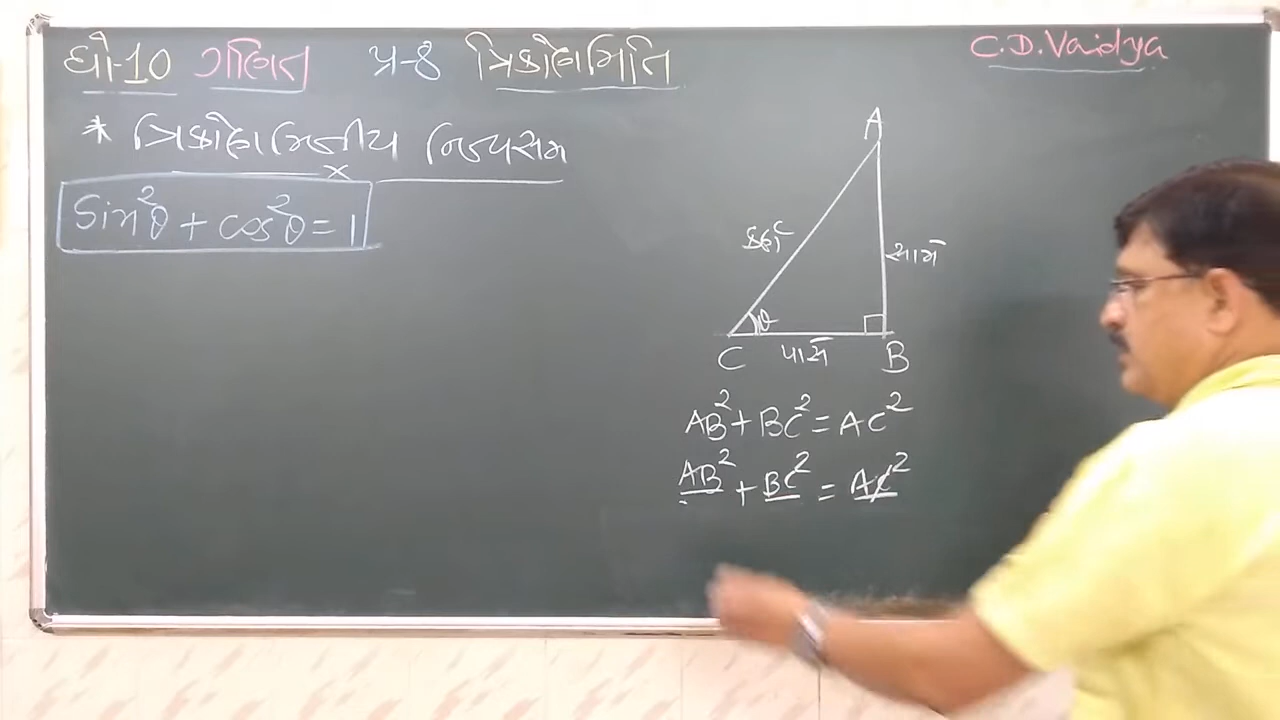 ધો-10 ગણિત પ્ર-8 ત્રિકોણમિતિ
C.D.Vaidya
* ત્રિકોણમિતીય નિત્યસમ
Sin²θ + cos²θ = 1
A
કર્ણ
સા.બા
θ
પા.બા
C
B
AB² + BC² = AC²
AB² + BC² = AC²